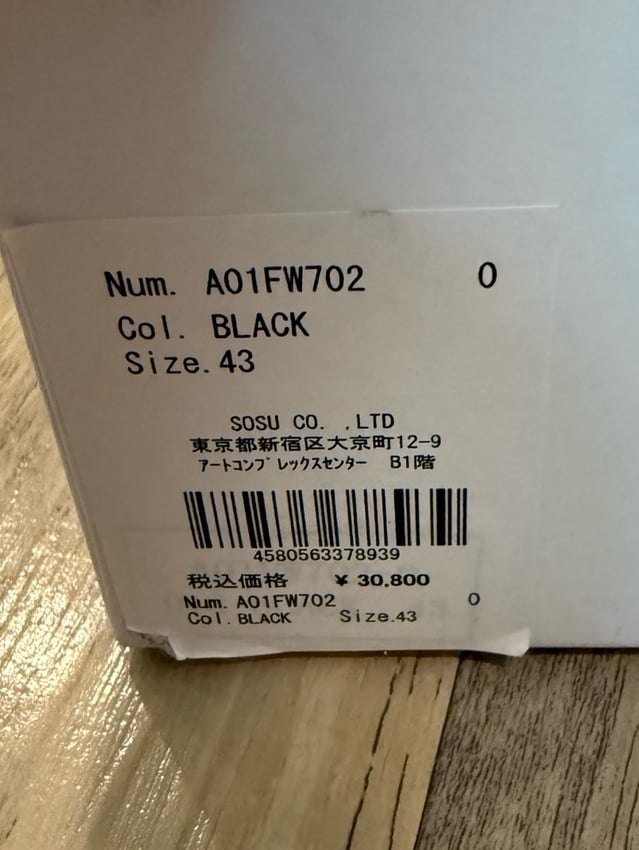 Num. A01FW702 0
Col. BLACK
Size.43
SOSU CO. ,LTD
東京都新宿区大京町12-9
アートコンプレックスセンター B1階
4580563378939
税込価格 ¥ 30,800
Num. A01FW702 0
Col. BLACK Size.43